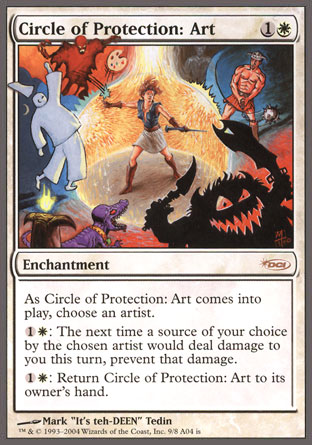 Circle of Protection: Art 1
DCI
Enchantment
As Circle of Protection: Art comes into
play, choose an artist.
1: The next time a source of your choice
by the chosen artist would deal damage to
you this turn, prevent that damage.
1: Return Circle of Protection: Art to its
owner's hand.
Mark "It's teh-DEEN" Tedin
™ & © 1993–2004 Wizards of the Coast, Inc. 9/8 A04 is